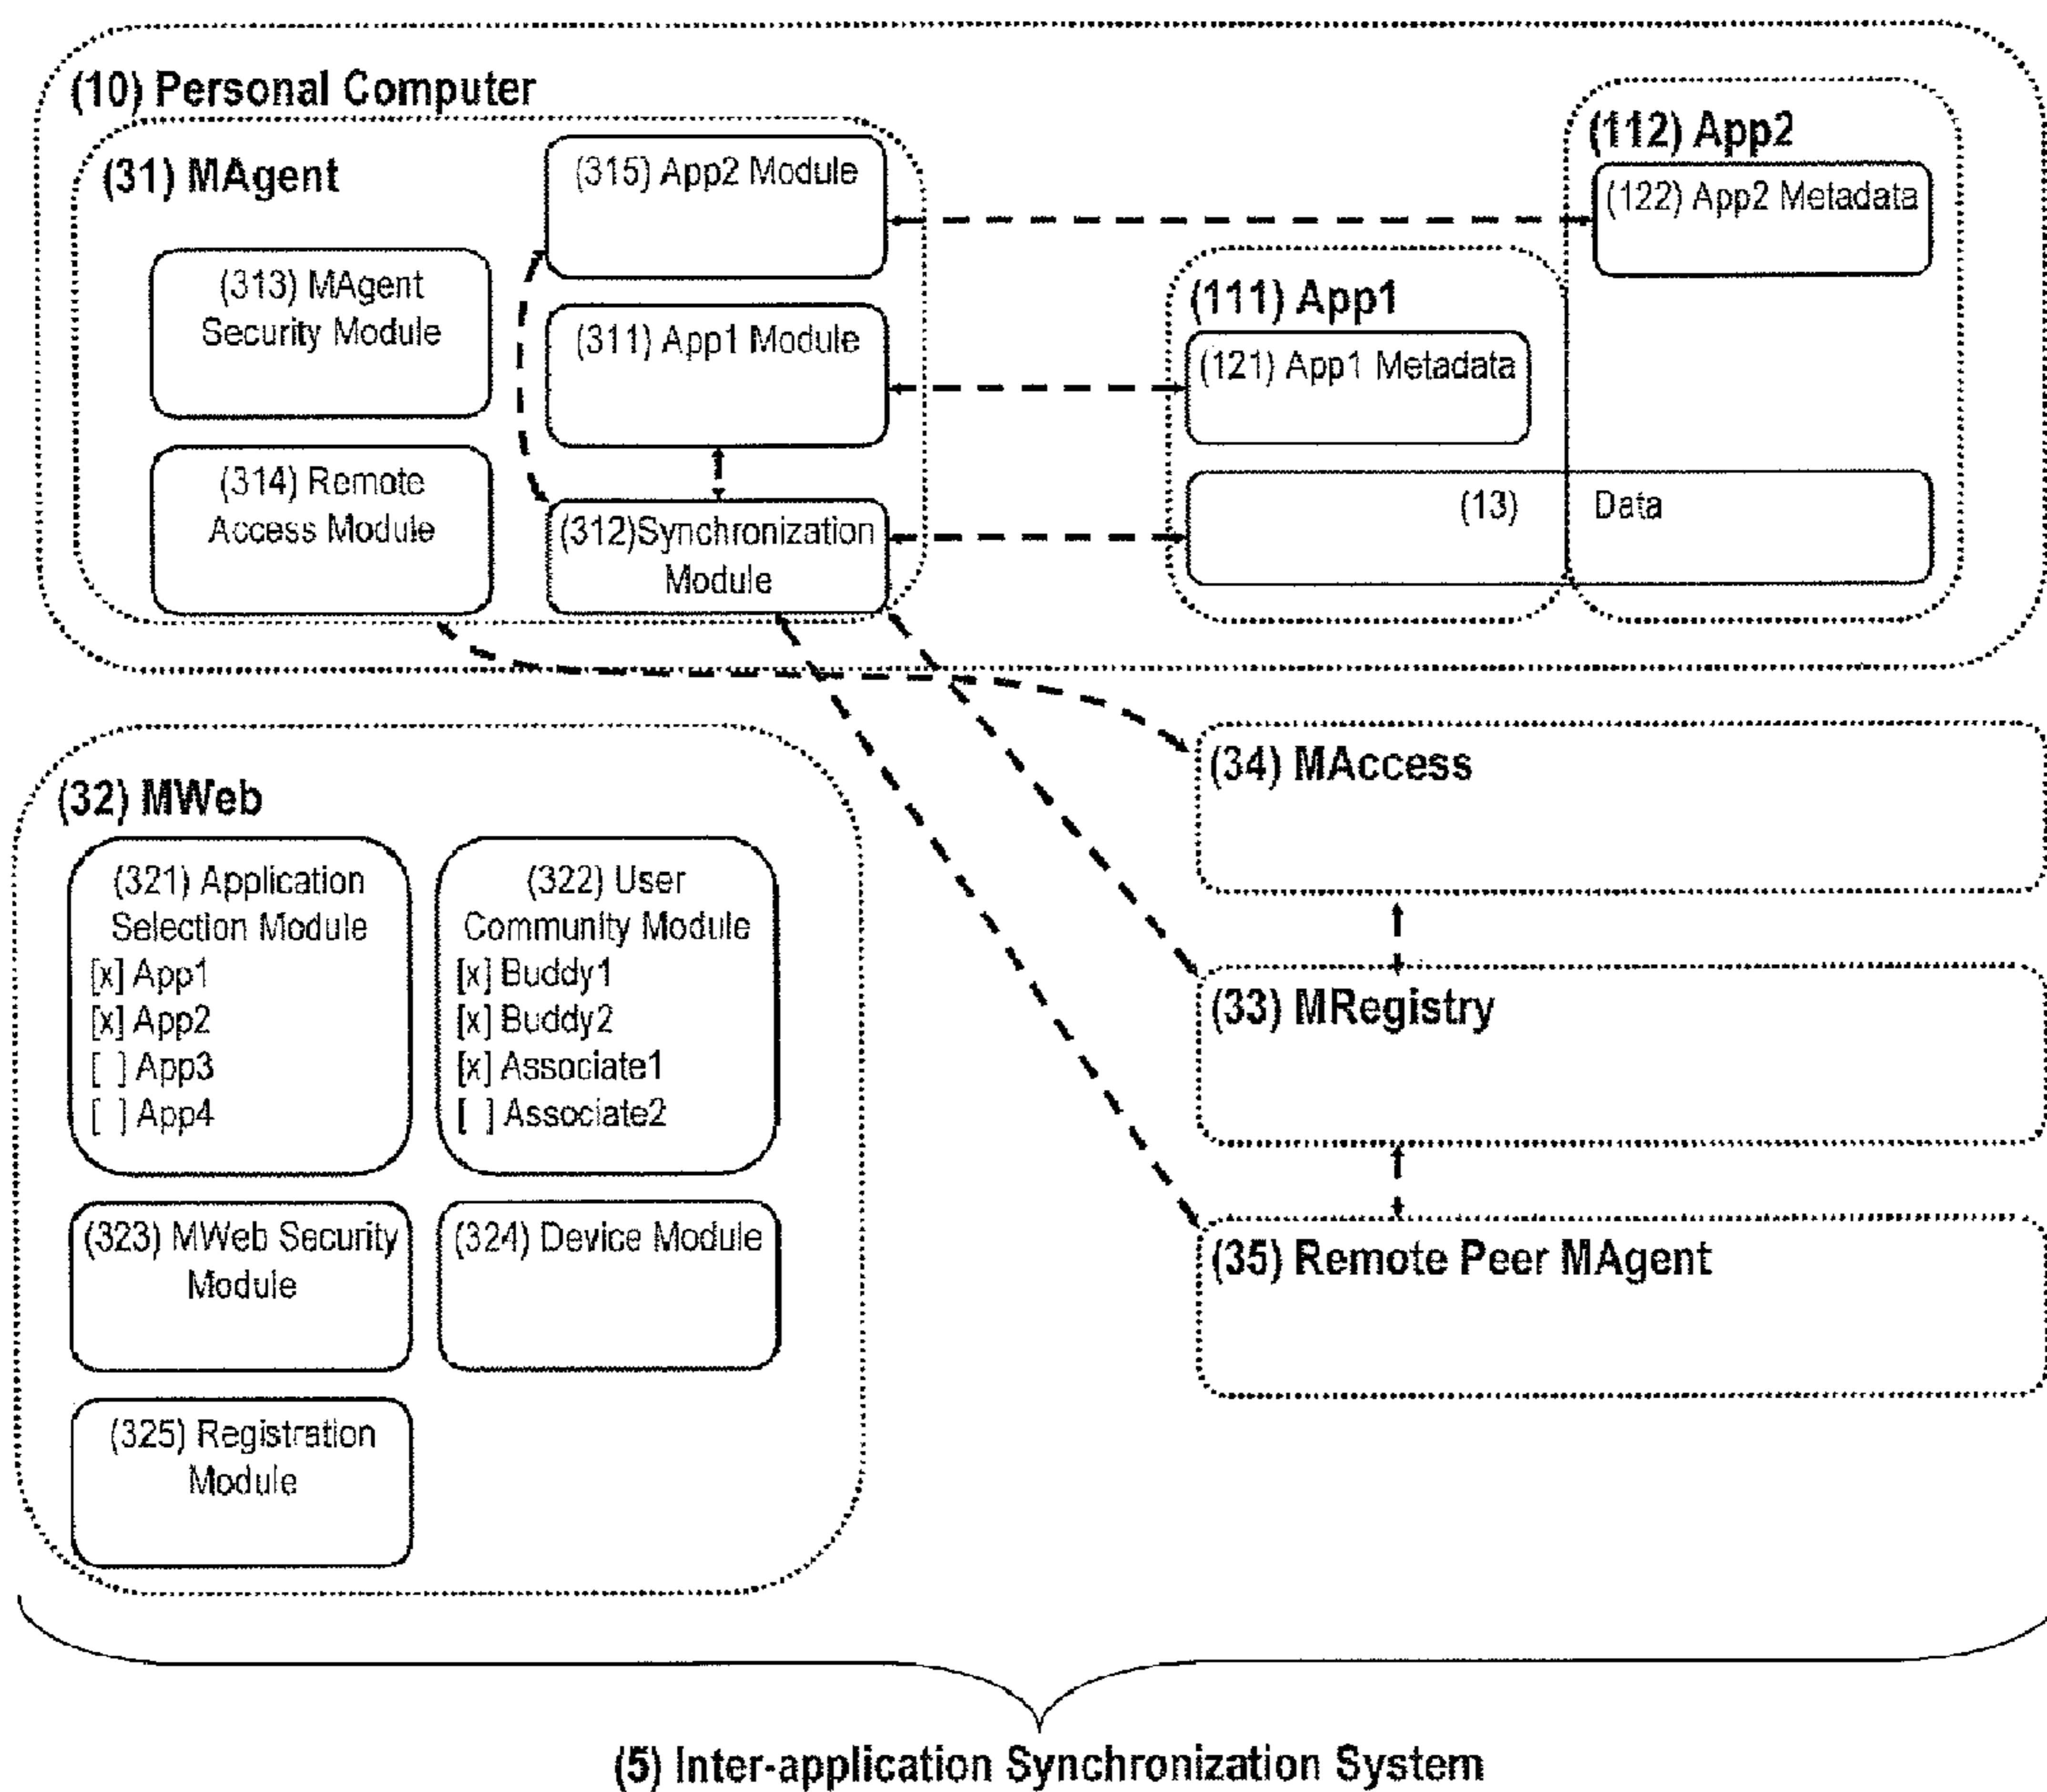 (10) Personal Computer
(31) MAgent
(315) App2 Module
(313) MAgent
Security Module
(311) App1 Module
(314) Remote
Access Module
(312)Synchronization
Module
(112) App2
(122) App2 Metadata
(111) App1
(121) App1 Metadata
(13) Data
(32) MWeb
(321) Application
Selection Module
[x] App1
[x] App2
[ ] App3
[ ] App4
(322) User
Community Module
[x] Buddy1
[x] Buddy2
[x] Associate1
[ ] Associate2
(323) MWeb Security
Module
(324) Device Module
(325) Registration
Module
(34) MAccess
(33) MRegistry
(35) Remote Peer MAgent
(5) Inter-application Synchronization System